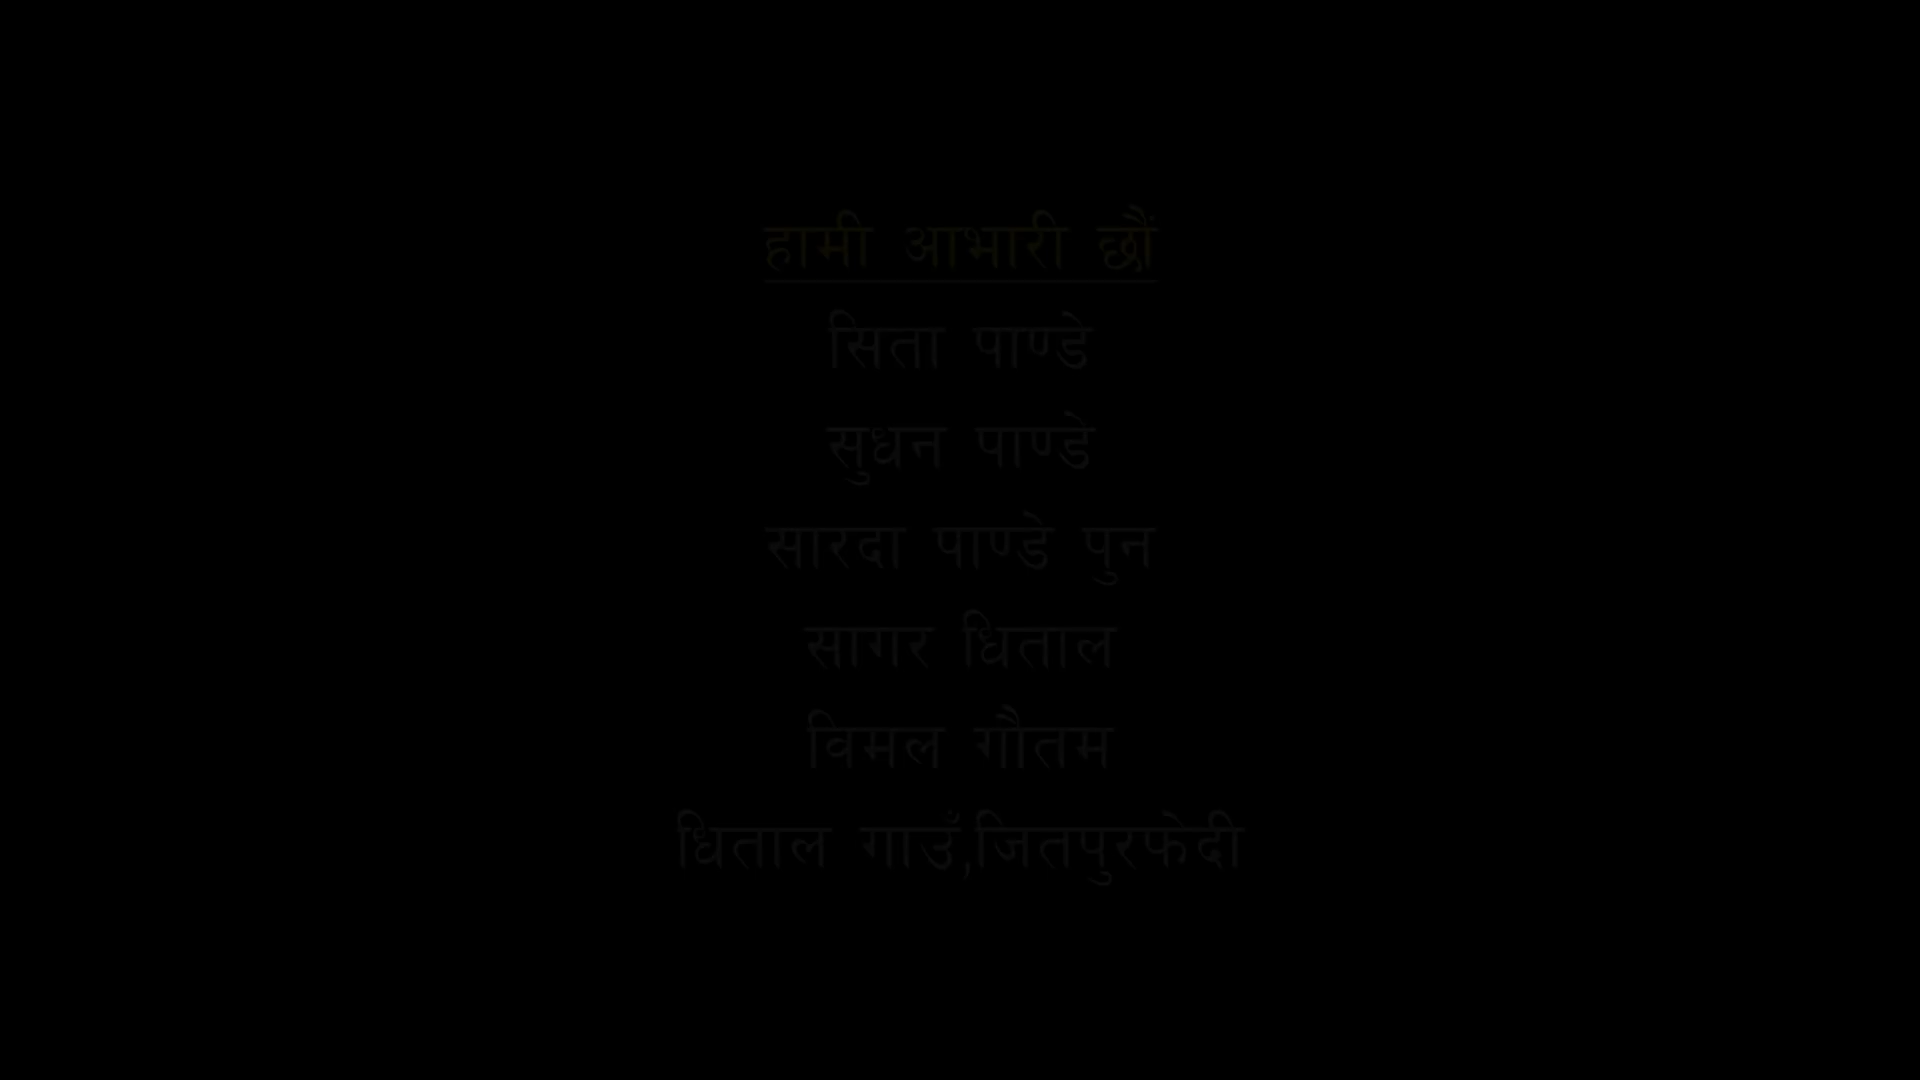 हामी आभारी छौं
सिता पाण्डे
सुधन पाण्डे
सारदा पाण्डे पुन
सागर धिताल
विमल गौतम
धिताल गाउँ,जितपुरफेदी